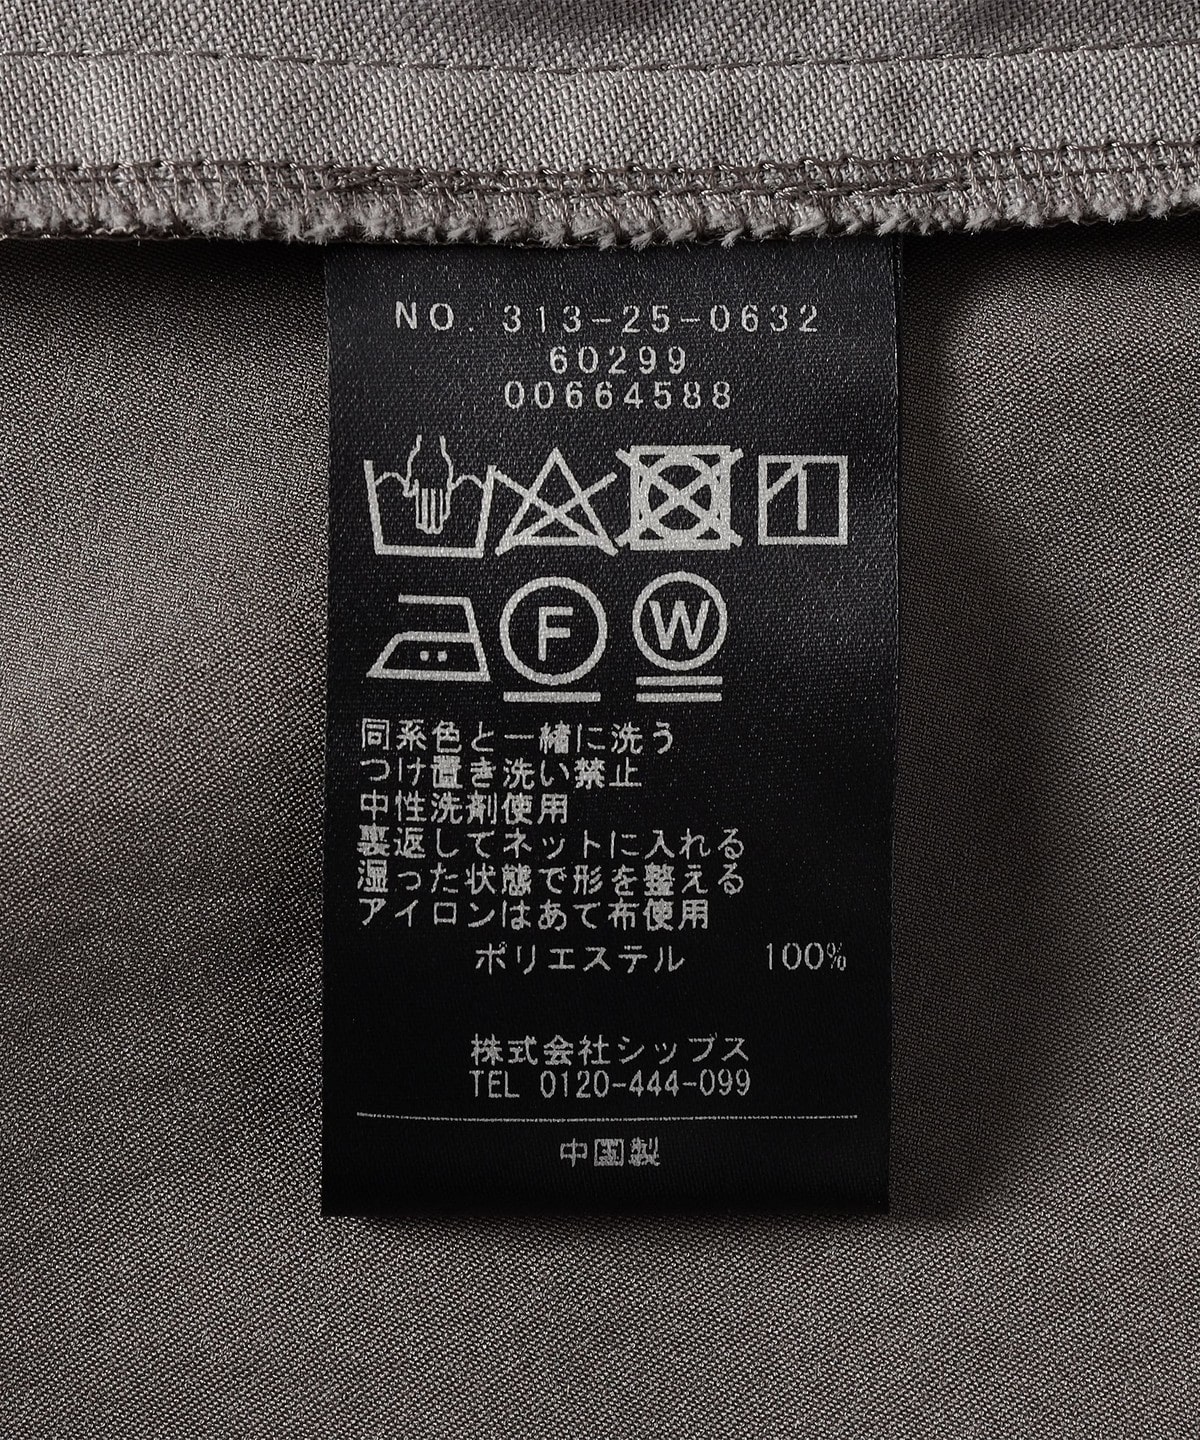 NO. 313-25-0632
60299
00664588
F W
同系色と一緒に洗う
つけ置き洗い禁止
中性洗剤使用
裏返してネットに入れる
湿った状態で形を整える
アイロンはあて布使用
ポリエステル 100%
株式会社シップス
TEL 0120-444-099
中国製